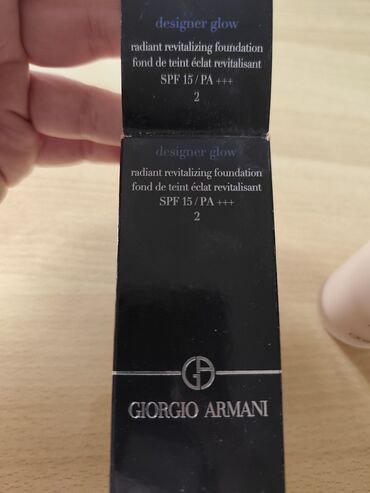 designer glow
radiant revitalizing foundation
fond de teint éclat revitalisant
SPF 15 / PA +++
2
designer glow
radiant revitalizing foundation
fond de teint éclat revitalisant
SPF 15 / PA +++
2
GIORGIO ARMANI